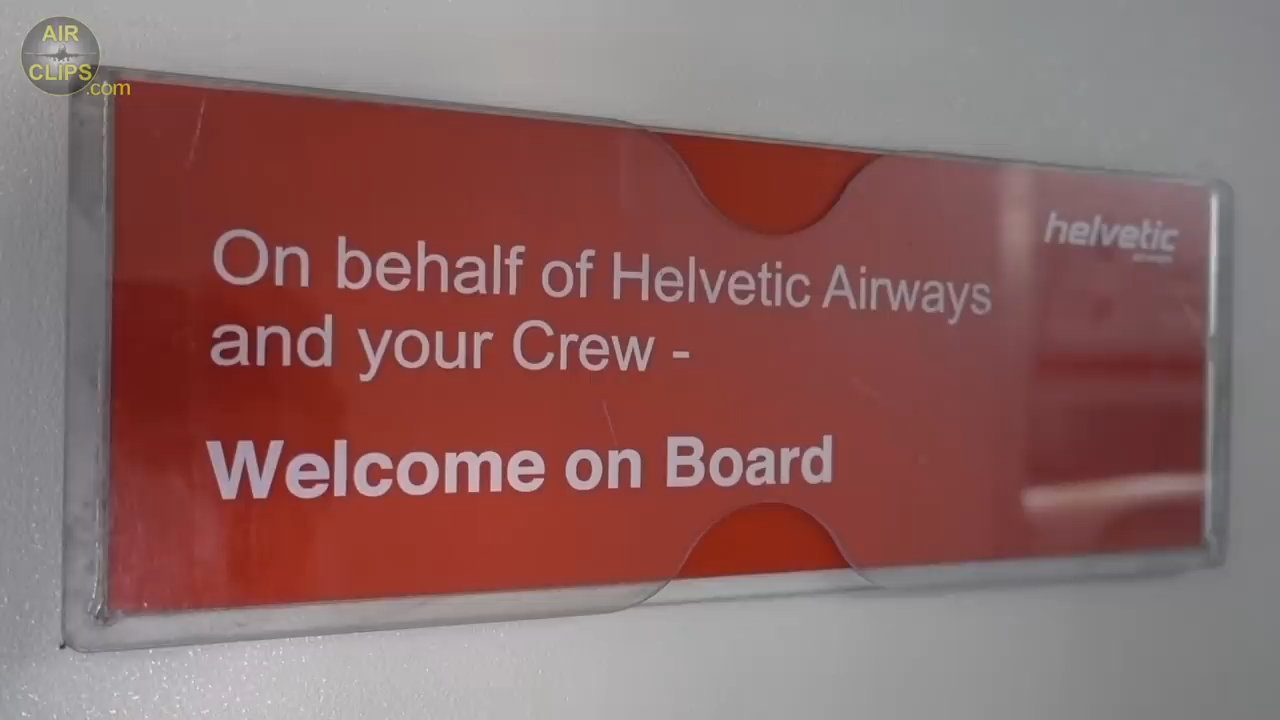 AIR
CLIPS
.com
helvetic
On behalf of Helvetic Airways
and your Crew -
Welcome on Board